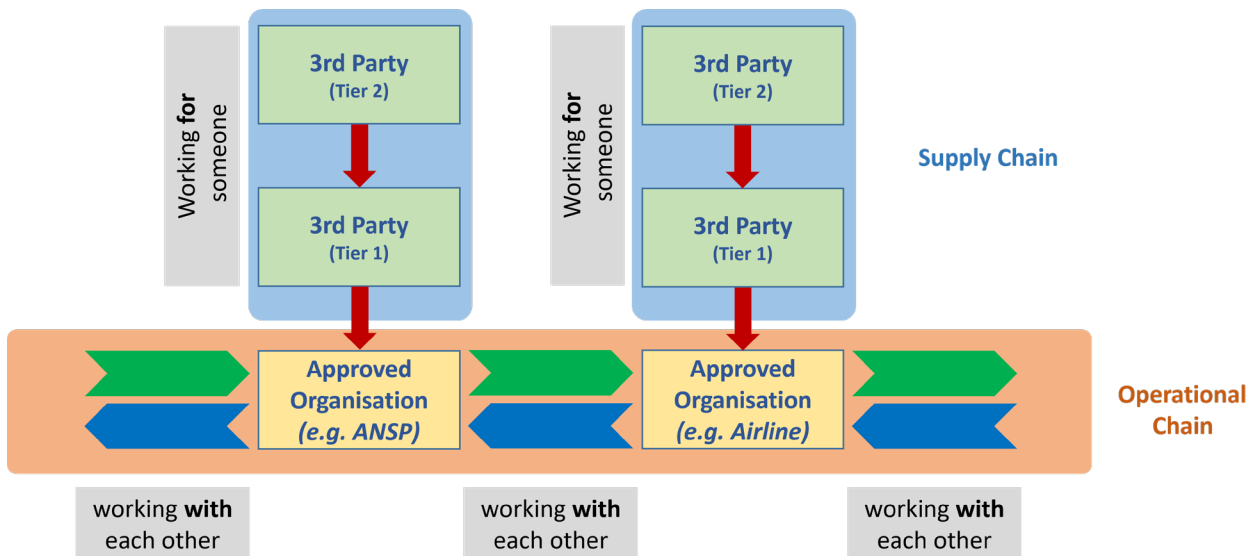 Working for
someone
3rd Party
(Tier 2)
3rd Party
(Tier 1)
Working for
someone
3rd Party
(Tier 2)
3rd Party
(Tier 1)
Supply Chain
Approved
Organisation
(e.g. ANSP)
Approved
Organisation
(e.g. Airline)
Operational
Chain
working with
each other
working with
each other
working with
each other